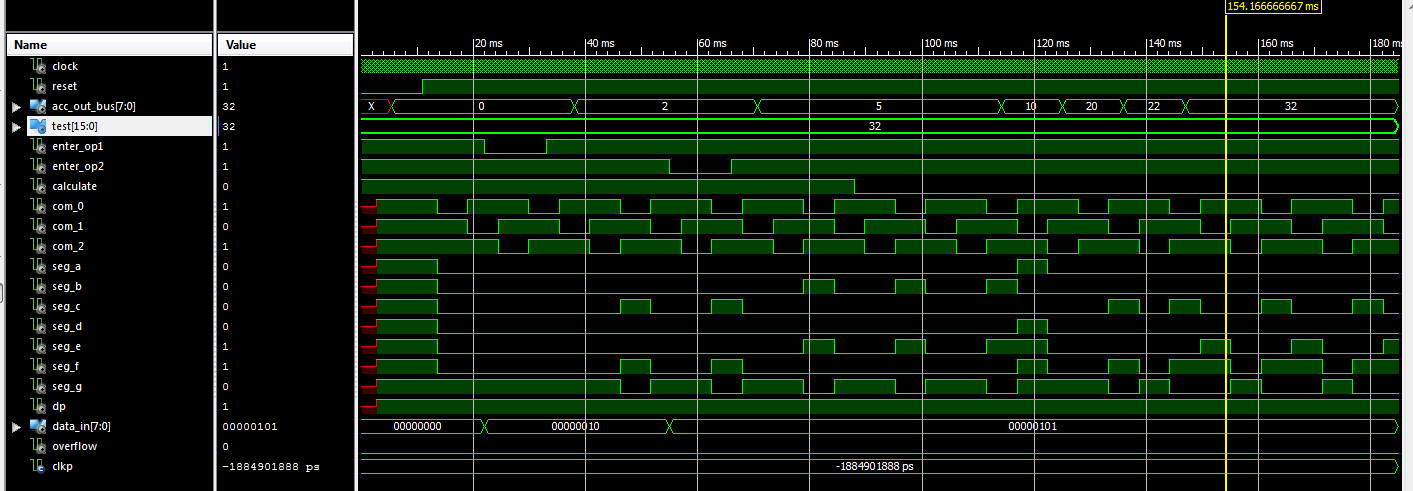 154.166666667 ms
Name Value 20 ms 40 ms 60 ms 80 ms 100 ms 120 ms 140 ms 160 ms 180 ms
clock 1
reset 1
acc_out_bus[7:0] 32 X 0 2 5 10 20 22 32
test[15:0] 32 32
enter_op1 1
enter_op2 1
calculate 0
com_0 1
com_1 0
com_2 1
seg_a 0
seg_b 0
seg_c 0
seg_d 0
seg_e 1
seg_f 1
seg_g 0
dp 1
data_in[7:0] 00000101 00000000 00000010 00000101
overflow 0
clkp -1884901888 ps -1884901888 ps